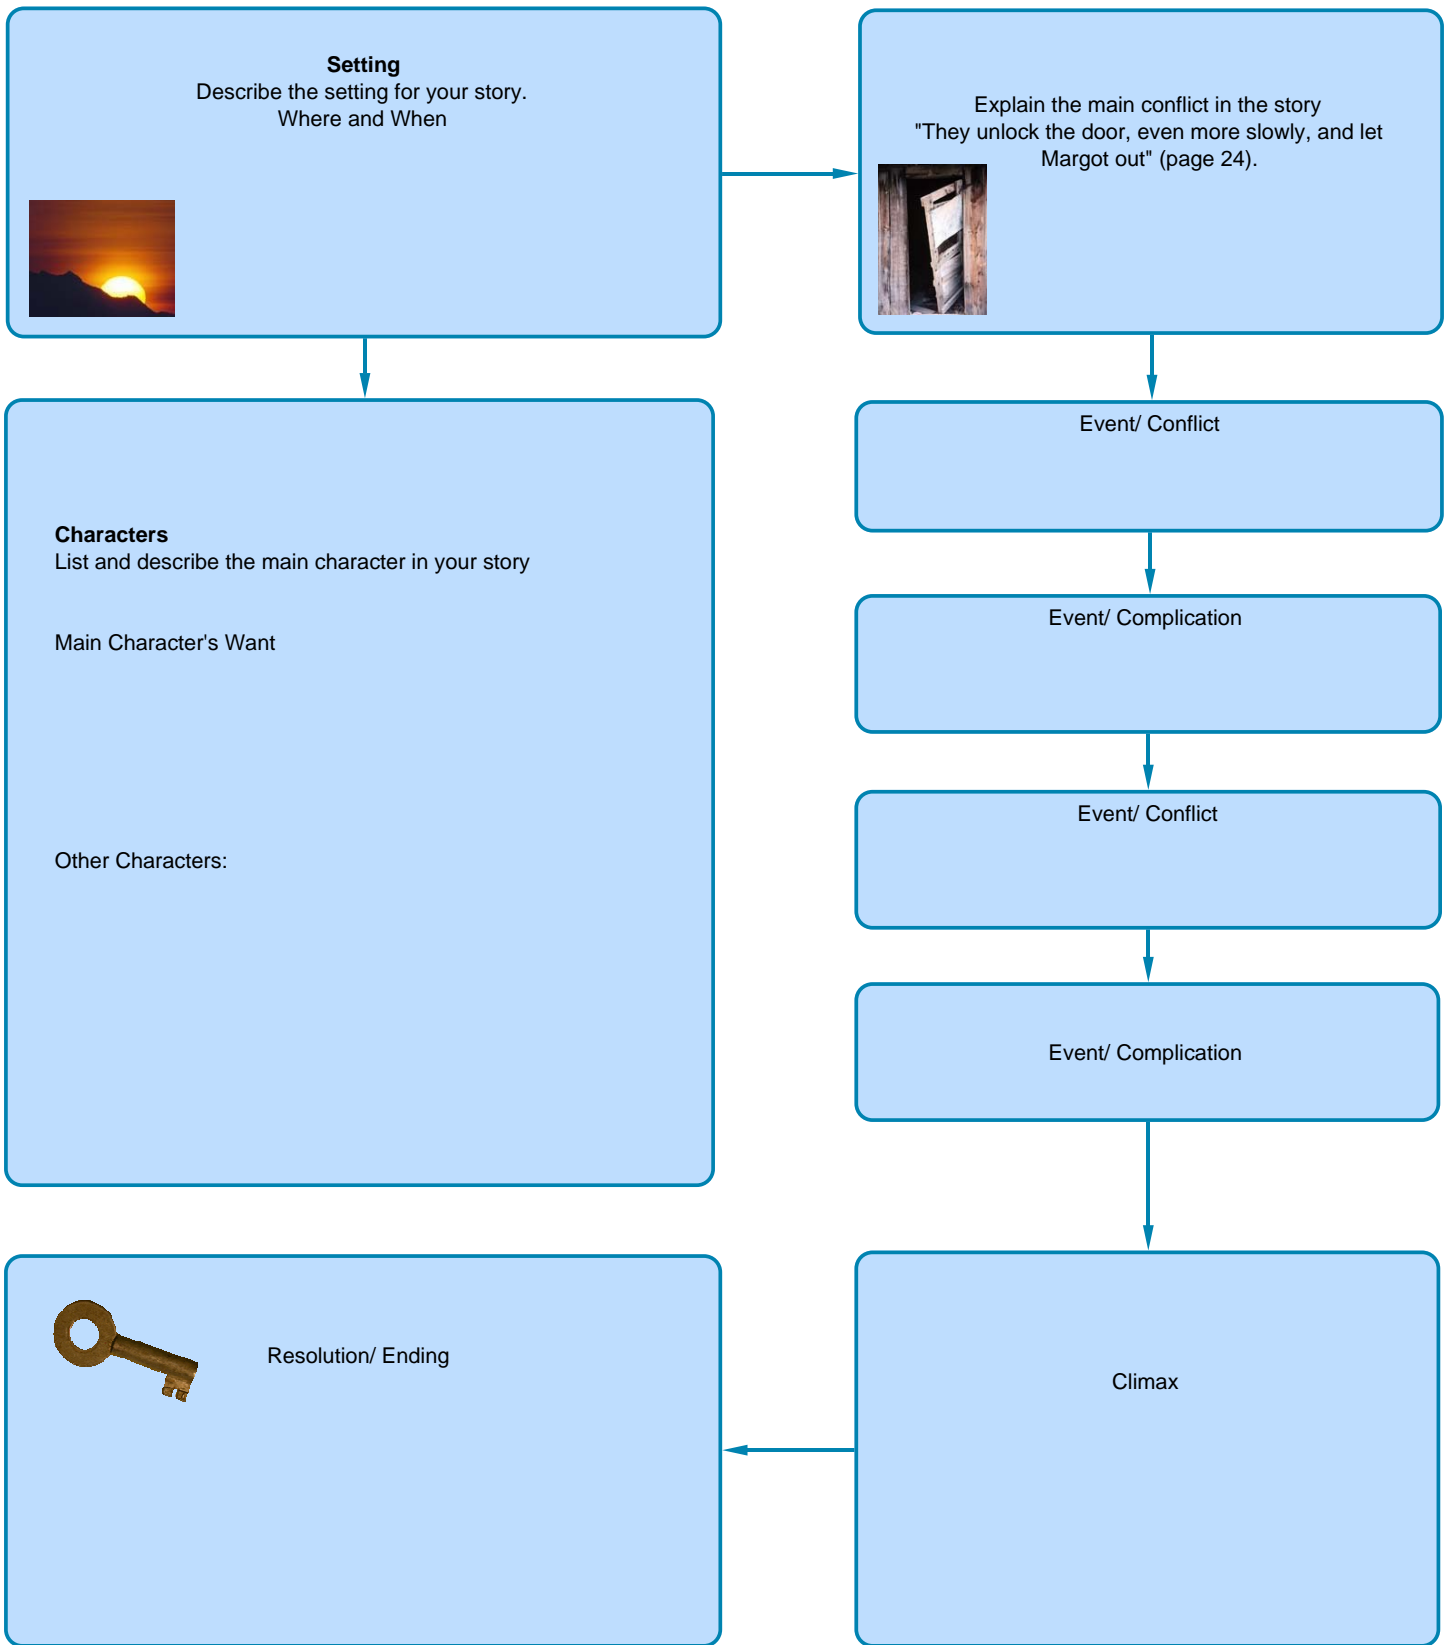 Setting
Describe the setting for your story.
Where and When
Explain the main conflict in the story
"They unlock the door, even more slowly, and let
Margot out" (page 24).
Characters
List and describe the main character in your story
Main Character's Want
Other Characters:
Event/ Conflict
Event/ Complication
Event/ Conflict
Event/ Complication
Climax
Resolution/ Ending